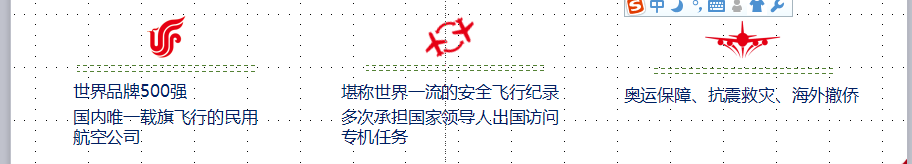 中
世界品牌500强
国内唯一载旗飞行的民用
航空公司
堪称世界一流的安全飞行纪录
多次承担国家领导人出国访问
专机任务
奥运保障、抗震救灾、海外撤侨